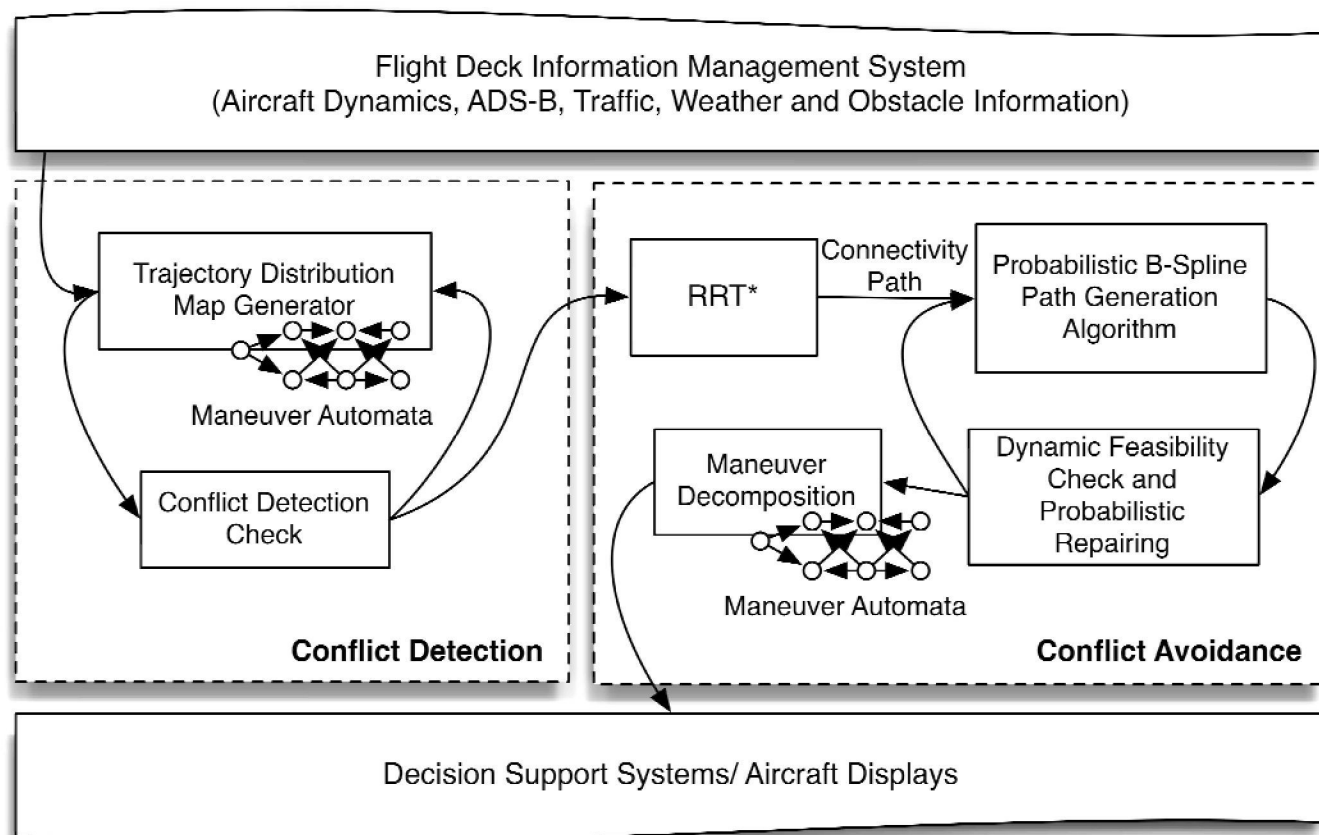 Flight Deck Information Management System
(Aircraft Dynamics, ADS-B, Traffic, Weather and Obstacle Information)
Trajectory Distribution
Map Generator
Maneuver Automata
Conflict Detection
Check
Conflict Detection
RRT*
Connectivity
Path
Probabilistic B-Spline
Path Generation
Algorithm
Maneuver
Decomposition
Maneuver Automata
Dynamic Feasibility
Check and
Probabilistic
Repairing
Conflict Avoidance
Decision Support Systems/ Aircraft Displays